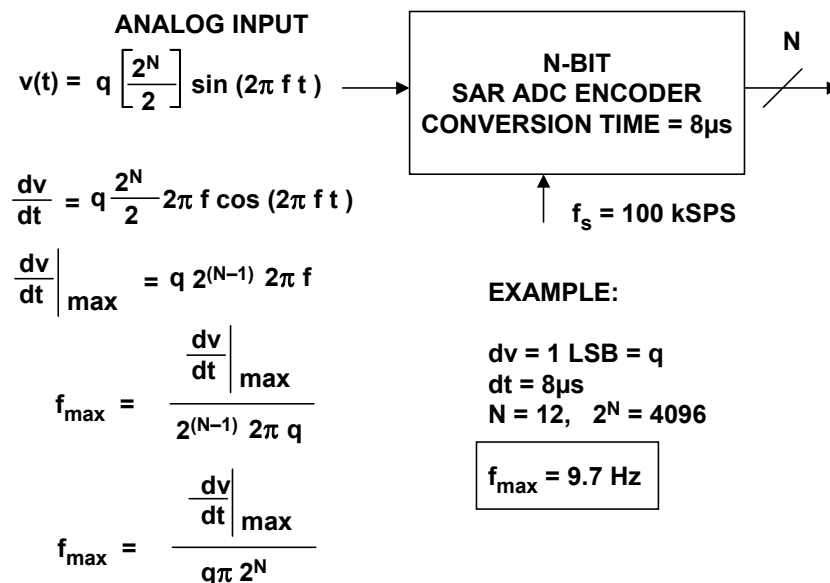 ANALOG INPUT
v(t) = q [2^N / 2] sin (2π f t )
N-BIT
SAR ADC ENCODER
CONVERSION TIME = 8µs
N
f_s = 100 kSPS
dv/dt = q 2^N / 2 2π f cos (2π f t )
dv/dt |max = q 2^(N–1) 2π f
f_max = dv/dt |max / 2^(N–1) 2π q
f_max = dv/dt |max / qπ 2^N
EXAMPLE:
dv = 1 LSB = q
dt = 8µs
N = 12, 2^N = 4096
f_max = 9.7 Hz